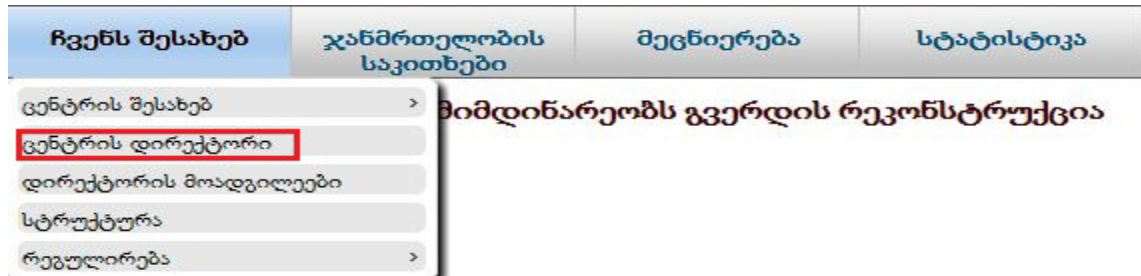 ჩვენს შესახებ
ჯანმრთელობის
საკითხები
მეცნიერება
სტატისტიკა
ცენტრის შესახებ
ცენტრის დირექტორი
დირექტორის მოადგილეები
სტრუქტურა
რეგულირება
მიმდინარეობს გვერდის რეკონსტრუქცია